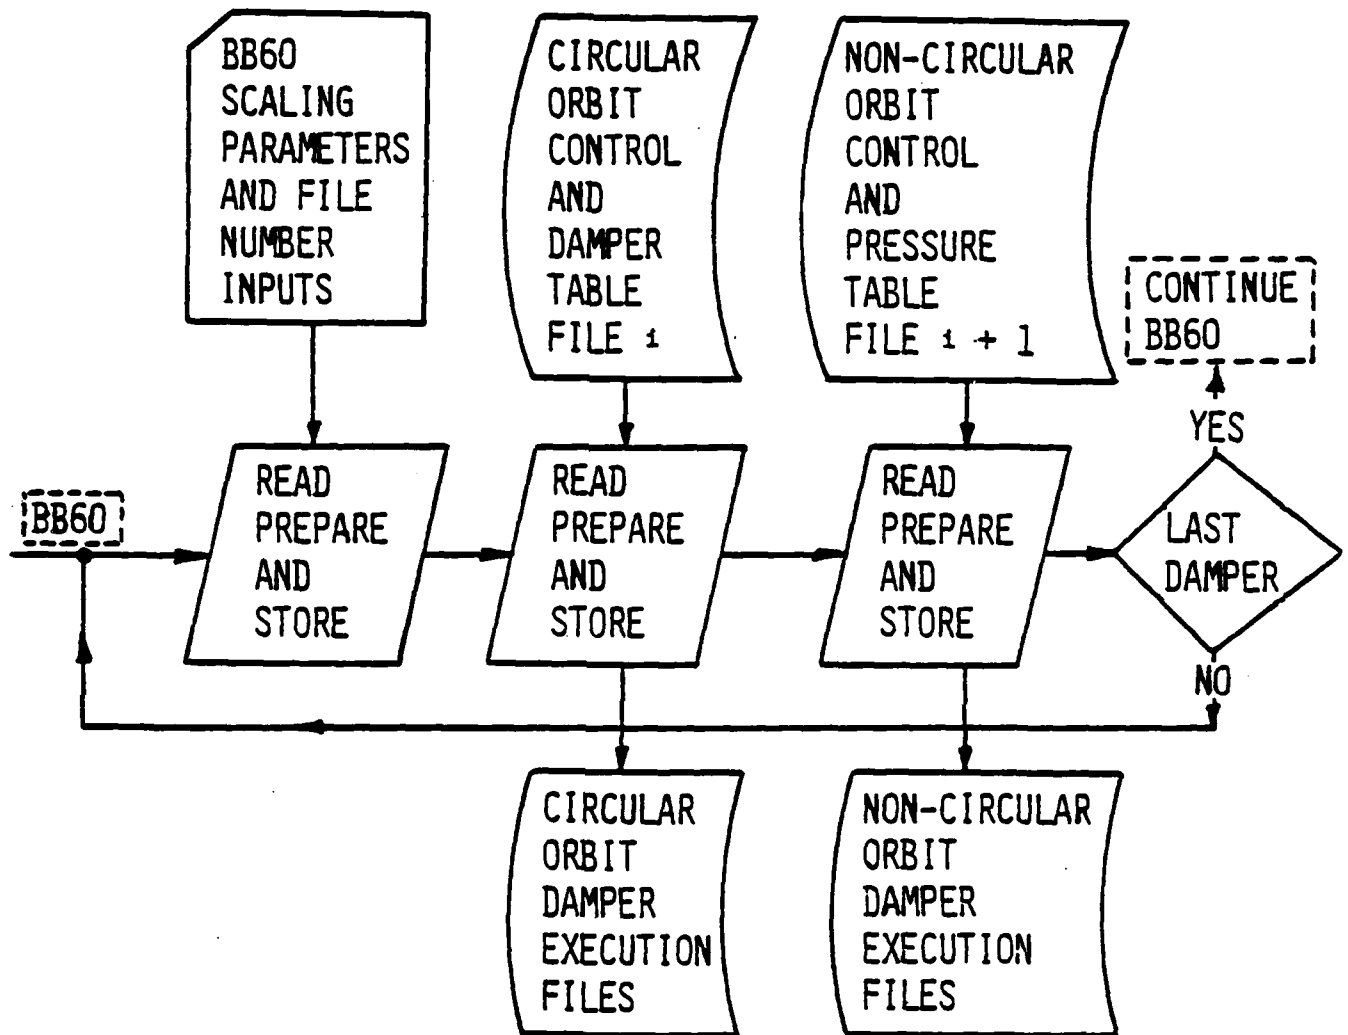 BB60
SCALING
PARAMETERS
AND FILE
NUMBER
INPUTS
CIRCULAR
ORBIT
CONTROL
AND
DAMPER
TABLE
FILE i
NON-CIRCULAR
ORBIT
CONTROL
AND
PRESSURE
TABLE
FILE i + 1
CONTINUE
BB60
YES
BB60
READ
PREPARE
AND
STORE
READ
PREPARE
AND
STORE
READ
PREPARE
AND
STORE
LAST
DAMPER
NO
CIRCULAR
ORBIT
DAMPER
EXECUTION
FILES
NON-CIRCULAR
ORBIT
DAMPER
EXECUTION
FILES